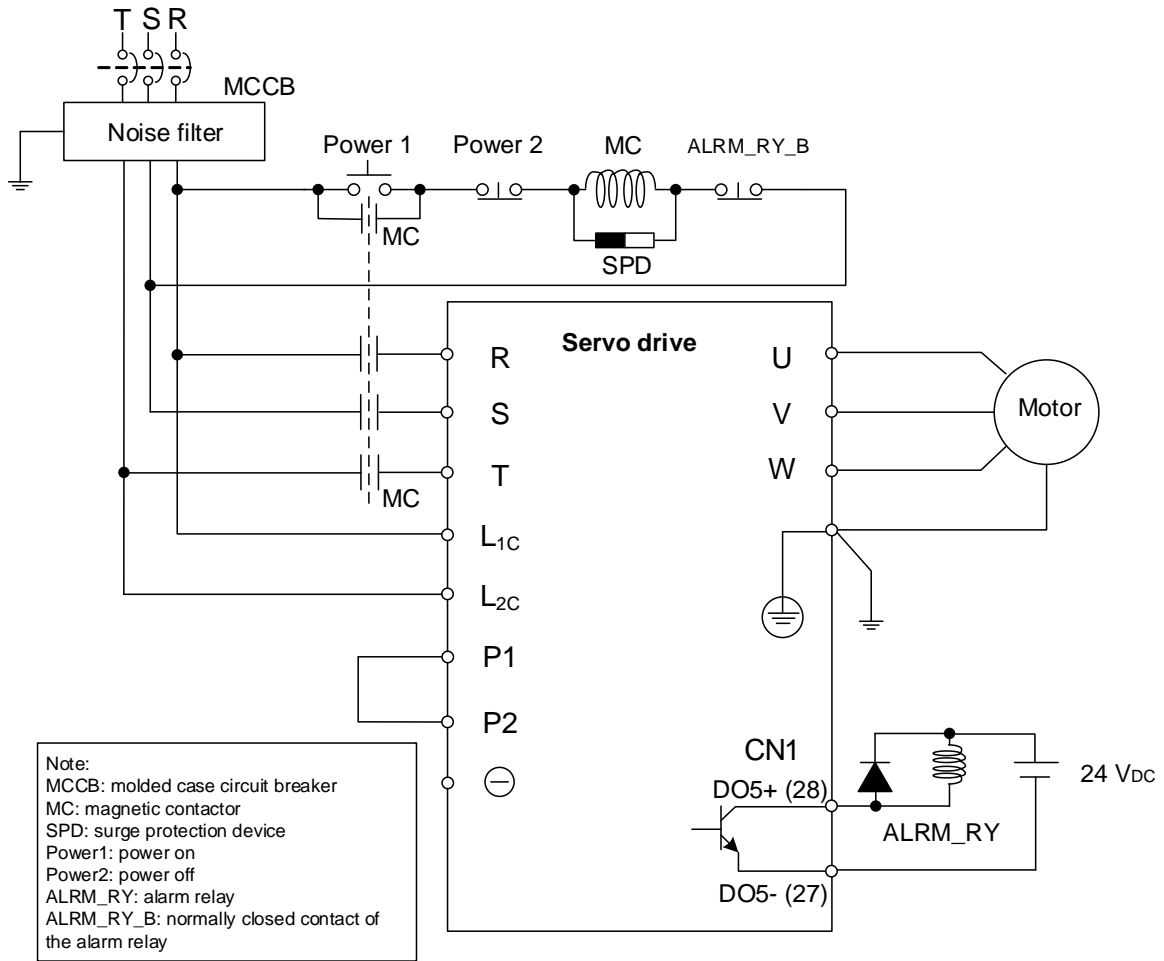 T S R
MCCB
Noise filter
Power 1
Power 2
MC
ALRM_RY_B
MC
SPD
Servo drive
R
U
S
V
Motor
T
W
MC
L1C
L2C
P1
P2
CN1
24 VDC
DO5+ (28)
ALRM_RY
DO5- (27)
Note:
MCCB: molded case circuit breaker
MC: magnetic contactor
SPD: surge protection device
Power1: power on
Power2: power off
ALRM_RY: alarm relay
ALRM_RY_B: normally closed contact of
the alarm relay